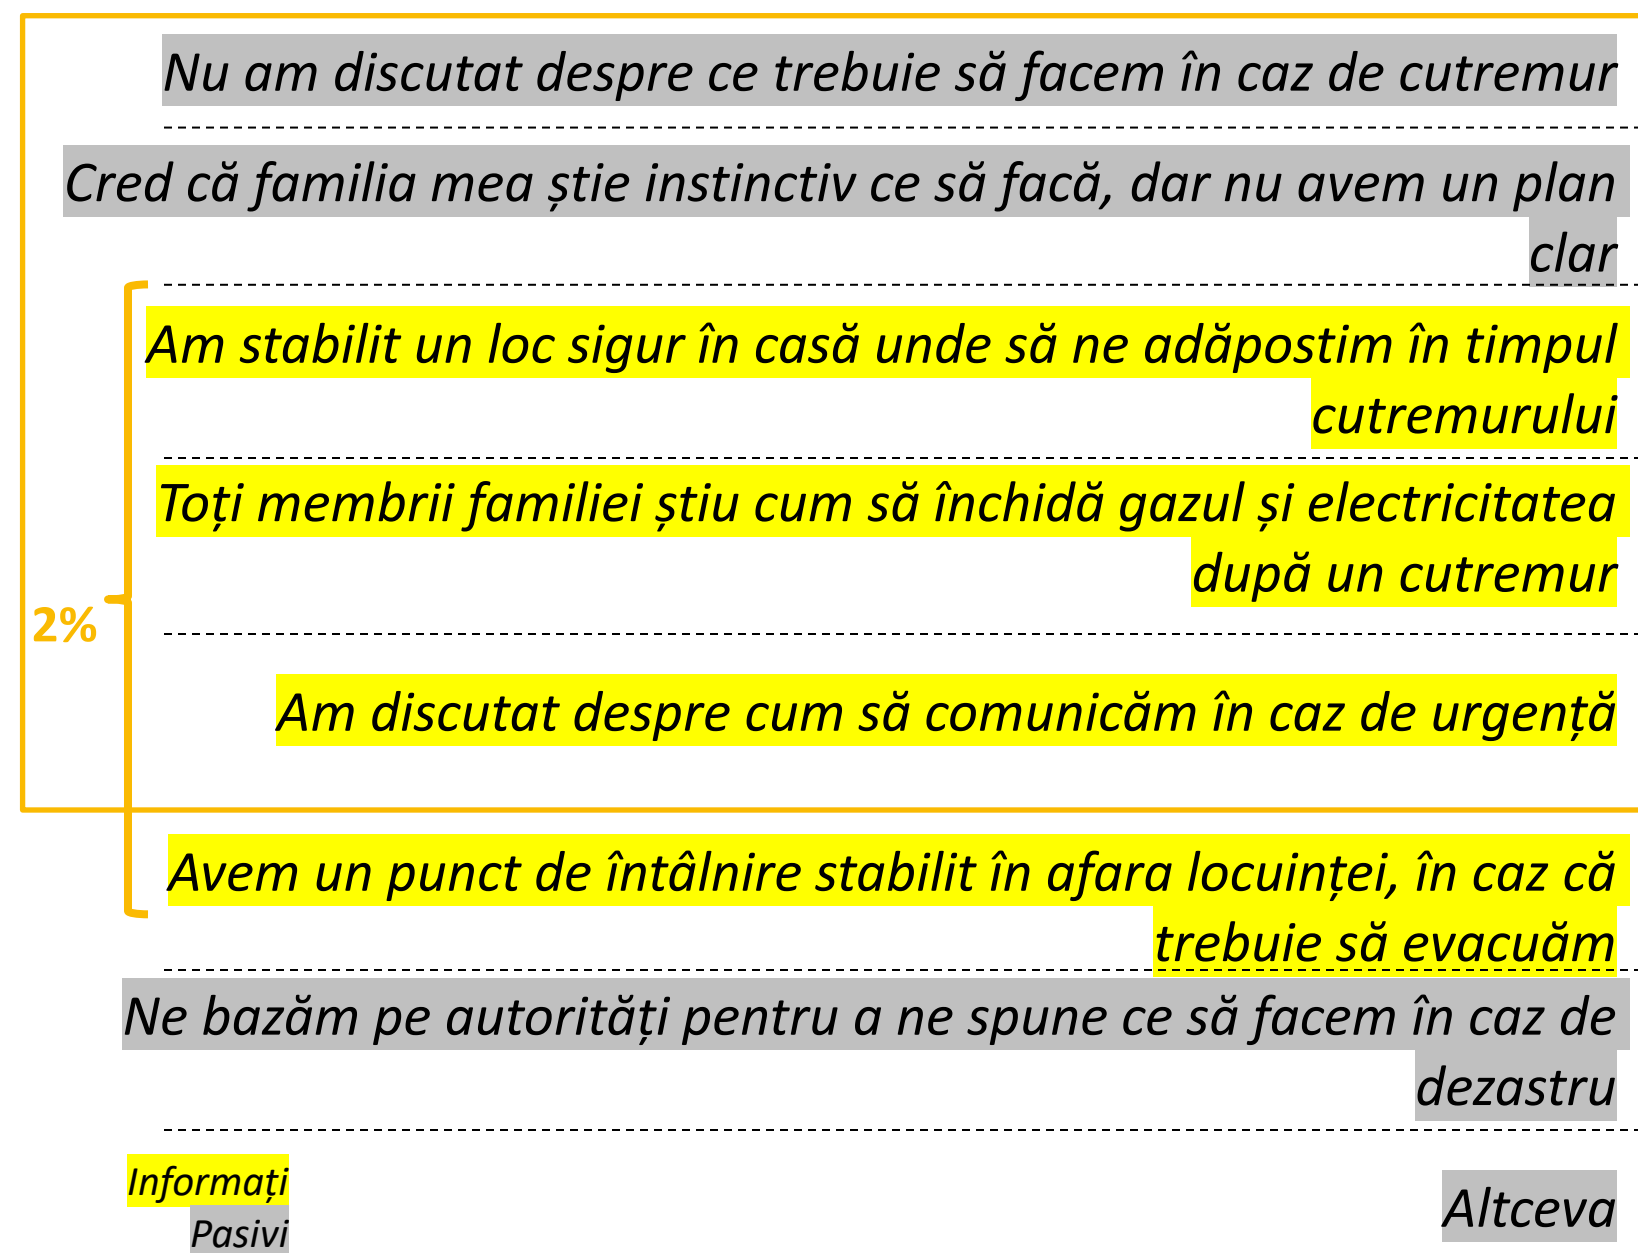 Nu am discutat despre ce trebuie să facem în caz de cutremur
Cred că familia mea știe instinctiv ce să facă, dar nu avem un plan
clar
Am stabilit un loc sigur în casă unde să ne adăpostim în timpul
cutremurului
Toți membrii familiei știu cum să închidă gazul și electricitatea
după un cutremur
2%
Am discutat despre cum să comunicăm în caz de urgență
Avem un punct de întâlnire stabilit în afara locuinței, în caz că
trebuie să evacuăm
Ne bazăm pe autorități pentru a ne spune ce să facem în caz de
dezastru
Informați
Pasivi
Altceva